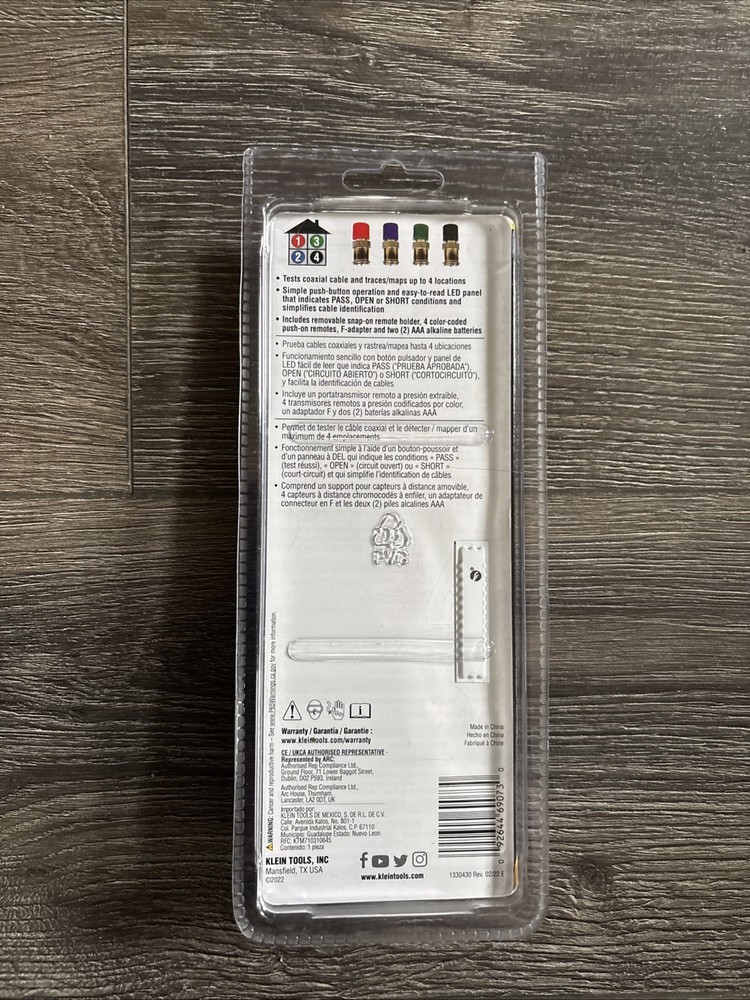 1 3
2 4
• Tests coaxial cable and traces/maps up to 4 locations
• Simple push-button operation and easy-to-read LED panel
that indicates PASS, OPEN or SHORT conditions and
simplifies cable identification
• Includes removable snap-on remote holder, 4 color-coded
push-on remotes, F-adapter and two (2) AAA alkaline batteries
• Prueba cables coaxiales y rastrea/mapea hasta 4 ubicaciones
• Funcionamiento sencillo con botón pulsador y panel de
LED fácil de leer que indica PASS ("PRUEBA APROBADA"),
OPEN ("CIRCUITO ABIERTO") o SHORT ("CORTOCIRCUITO"),
y facilita la identificación de cables
• Incluye un portatransmisor remoto a presión extraíble,
4 transmisores remotos a presión codificados por color,
un adaptador F y dos (2) baterías alcalinas AAA
• Permet de tester le câble coaxial et le détecter / mapper d'un
maximum de 4 emplacements
• Fonctionnement simple à l'aide d'un bouton-poussoir et
d'un panneau à DEL qui indique les conditions « PASS »
(test réussi), « OPEN » (circuit ouvert) ou « SHORT »
(court-circuit) et qui simplifie l'identification de câbles
• Comprend un support pour capteurs à distance amovible,
4 capteurs à distance chromocodés à enfiler, un adaptateur de
connecteur en F et les deux (2) piles alcalines AAA
PVC
WARNING: Cancer and reproductive harm – See www.P65Warnings.ca.gov for more information.
Warranty / Garantía / Garantie :
www.kleintools.com/warranty
Made in China
Hecho en China
Fabriqué à Chine
CE / UKCA AUTHORISED REPRESENTATIVE -
Represented by ARC:
Authorised Rep Compliance Ltd.,
Ground Floor, 71 Lower Baggot Street,
Dublin, D02 P593, Ireland
Authorised Rep Compliance Ltd.,
Arc House, Thurnham,
Lancaster, LA2 0DT, UK
Importado por:
KLEIN TOOLS DE MEXICO, S. DE R.L. DE C.V.
Calle: Avenida Kalos, No. 801-1
Col. Parque Industrial Kalos, C.P. 67110
Municipio: Guadalupe Estado: Nuevo Leon
RFC: KTM710310645
Contenido: 1 pieza
0 92644 69073 0
KLEIN TOOLS, INC
Mansfield, TX USA
©2022
www.kleintools.com
1330430 Rev. 02/22 E